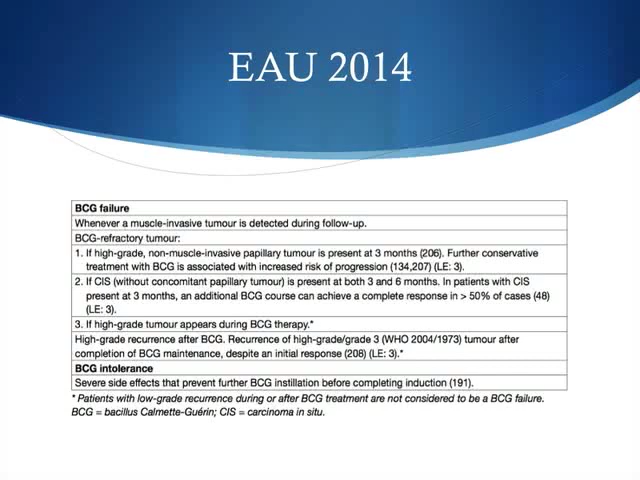 EAU 2014
BCG failure
Whenever a muscle-invasive tumour is detected during follow-up.
BCG-refractory tumour:
1. If high-grade, non-muscle-invasive papillary tumour is present at 3 months (206). Further conservative
treatment with BCG is associated with increased risk of progression (134,207) (LE: 3).
2. If CIS (without concomitant papillary tumour) is present at both 3 and 6 months. In patients with CIS
present at 3 months, an additional BCG course can achieve a complete response in > 50% of cases (48)
(LE: 3).
3. If high-grade tumour appears during BCG therapy.*
High-grade recurrence after BCG. Recurrence of high-grade/grade 3 (WHO 2004/1973) tumour after
completion of BCG maintenance, despite an initial response (208) (LE: 3).*
BCG intolerance
Severe side effects that prevent further BCG instillation before completing induction (191).
* Patients with low-grade recurrence during or after BCG treatment are not considered to be a BCG failure.
BCG = bacillus Calmette-Guérin; CIS = carcinoma in situ.